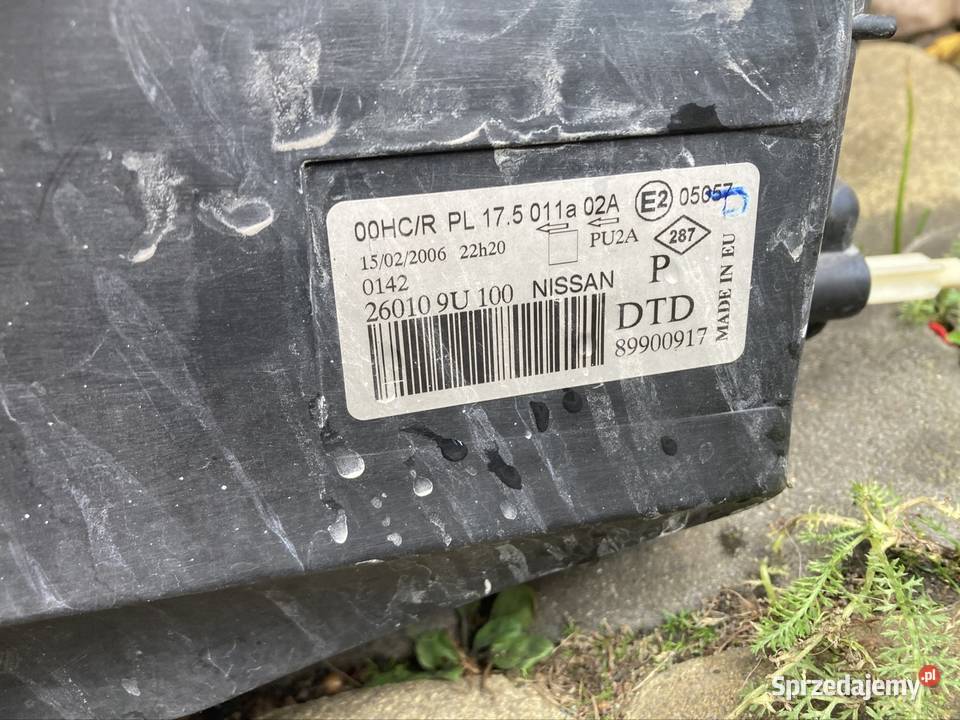 00HC/R PL 17.5 011a 02A E2 05057
15/02/2006 22h20 PU2A 287
0142
26010 9U 100 NISSAN P
DTD
89900917
MADE IN EU
Sprzedajemy.pl